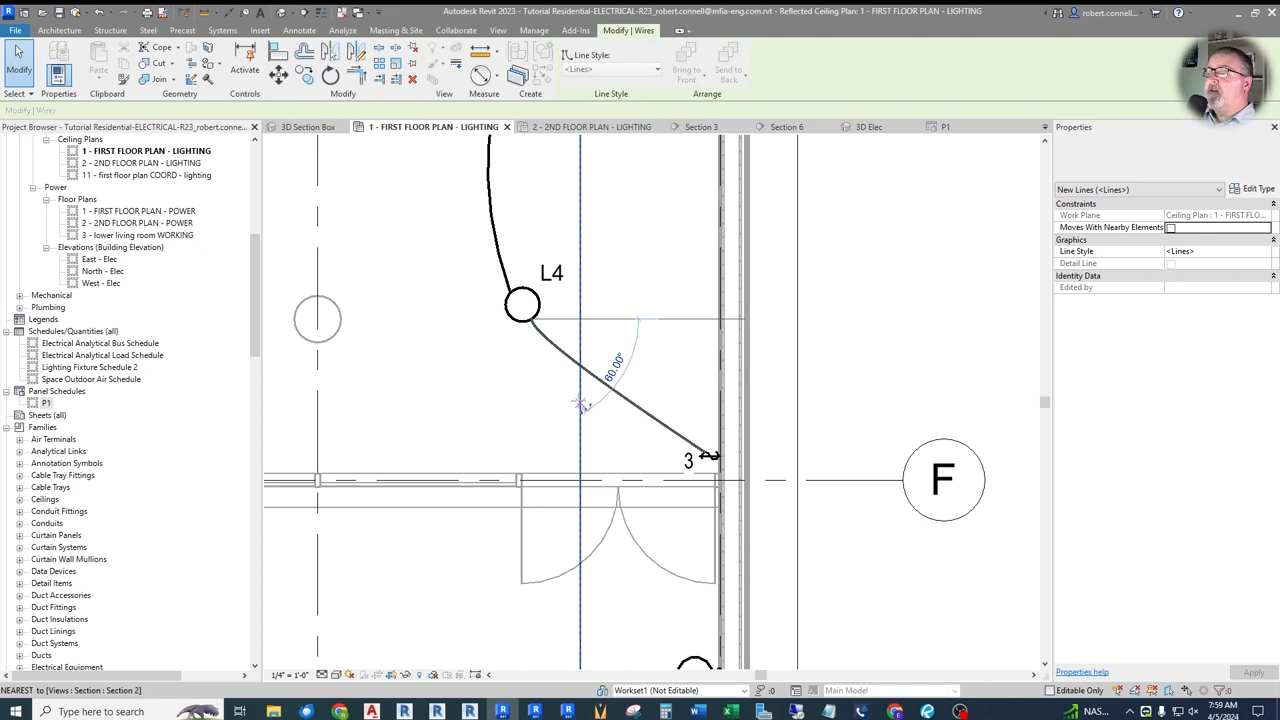 Autodesk Revit 2023 - Tutorial Residential-ELECTRICAL-R23_robert.connell@mfia-eng.com.rvt - Reflected Ceiling Plan: 1 - FIRST FLOOR PLAN - LIGHTING
robert.connell...
File Architecture Structure Steel Precast Systems Insert Annotate Analyze Massing & Site Collaborate View Manage Add-Ins Modify | Wires
Cope
Paste
Cut
Activate
Line Style:
Modify
<Lines>
Bring to Front
Send to Back
Join
Select Properties Clipboard Geometry Controls Modify View Measure Create Line Style Arrange
Modify | Wires
Project Browser - Tutorial Residential-ELECTRICAL-R23_robert.conne...
3D Section Box
1 - FIRST FLOOR PLAN - LIGHTING
2 - 2ND FLOOR PLAN - LIGHTING
Section 3
Section 6
3D Elec
P1
Properties
Ceiling Plans
1 - FIRST FLOOR PLAN - LIGHTING
2 - 2ND FLOOR PLAN - LIGHTING
11 - first floor plan COORD - lighting
Power
Floor Plans
1 - FIRST FLOOR PLAN - POWER
2 - 2ND FLOOR PLAN - POWER
3 - lower living room WORKING
Elevations (Building Elevation)
East - Elec
North - Elec
West - Elec
Mechanical
Plumbing
Legends
Schedules/Quantities (all)
Electrical Analytical Bus Schedule
Electrical Analytical Load Schedule
Lighting Fixture Schedule 2
Space Outdoor Air Schedule
Panel Schedules
P1
Sheets (all)
Families
Air Terminals
Analytical Links
Annotation Symbols
Cable Tray Fittings
Cable Trays
Ceilings
Conduit Fittings
Conduits
Curtain Panels
Curtain Systems
Curtain Wall Mullions
Data Devices
Detail Items
Duct Accessories
Duct Fittings
Duct Insulations
Duct Linings
Duct Systems
Ducts
Electrical Equipment
L4
60.00°
3
F
New Lines (<Lines>)
Edit Type
Constraints
Work Plane Ceiling Plan : 1 - FIRST FLO...
Moves With Nearby Elements
Graphics
Line Style <Lines>
Detail Line
Identity Data
Edited by
Properties help
Apply
1/4" = 1'-0"
NEAREST to [Views : Section : Section 2]
Workset1 (Not Editable)
:0
Main Model
Editable Only
:0
Type here to search
NAS...
7:59 AM
4/5/2024